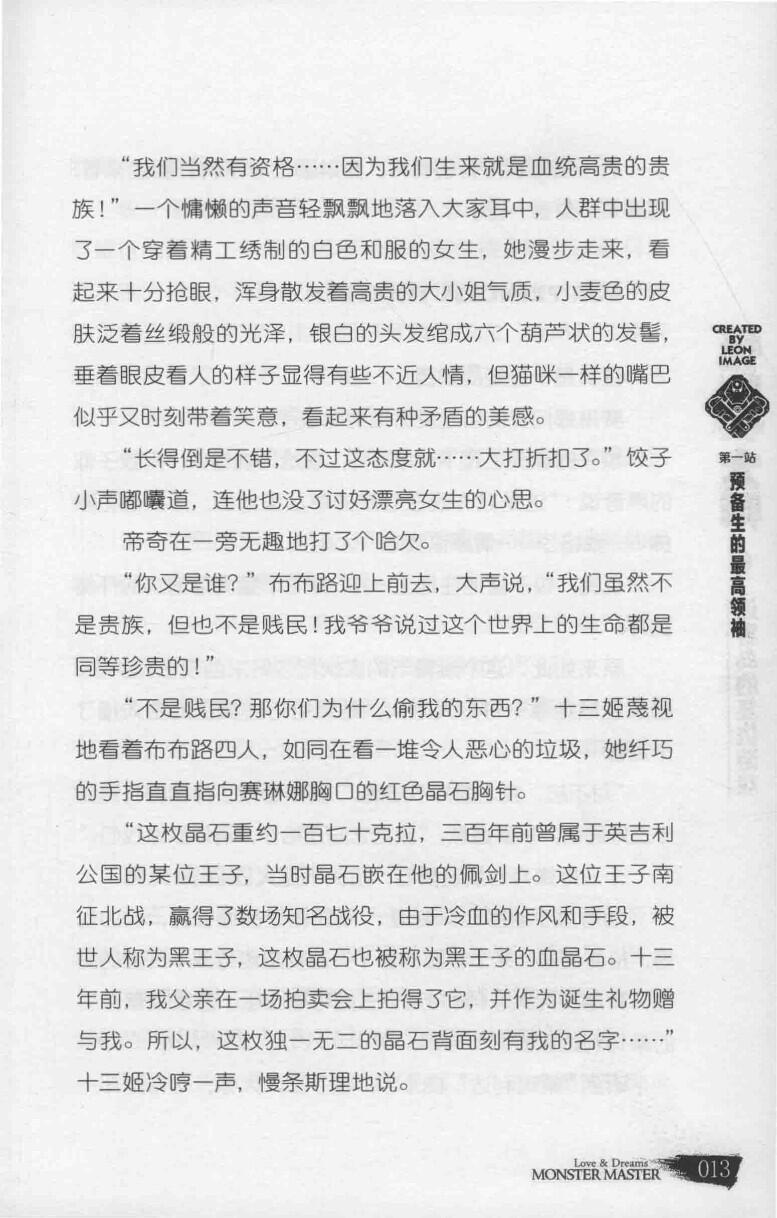 “我们当然有资格……因为我们生来就是血统高贵的贵
族！”一个慵懒的声音轻飘飘地落入大家耳中，人群中出现
了一个穿着精工绣制的白色和服的女生，她漫步走来，看
起来十分抢眼，浑身散发着高贵的大小姐气质，小麦色的皮
肤泛着丝缎般的光泽，银白的头发绾成六个葫芦状的发髻，
垂着眼皮看人的样子显得有些不近人情，但猫咪一样的嘴巴
似乎又时刻带着笑意，看起来有种矛盾的美感。
“长得倒是不错，不过这态度就……大打折扣了。”饺子
小声嘟囔道，连他也没了讨好漂亮女生的心思。
帝奇在一旁无趣地打了个哈欠。
“你又是谁？”布布路迎上前去，大声说，“我们虽然不
是贵族，但也不是贱民！我爷爷说过这个世界上的生命都是
同等珍贵的！”
“不是贱民？那你们为什么偷我的东西？”十三姬蔑视
地看着布布路四人，如同在看一堆令人恶心的垃圾，她纤巧
的手指直直指向赛琳娜胸口的红色晶石胸针。
“这枚晶石重约一百七十克拉，三百年前曾属于英吉利
公国的某位王子，当时晶石嵌在他的佩剑上。这位王子南
征北战，赢得了数场知名战役，由于冷血的作风和手段，被
世人称为黑王子，这枚晶石也被称为黑王子的血晶石。十三
年前，我父亲在一场拍卖会上拍得了它，并作为诞生礼物赠
与我。所以，这枚独一无二的晶石背面刻有我的名字……”
十三姬冷哼一声，慢条斯理地说。
CREATED
BY
LEON
IMAGE
第一站
预备生的最高领袖
Love & Dreams
MONSTER MASTER
013